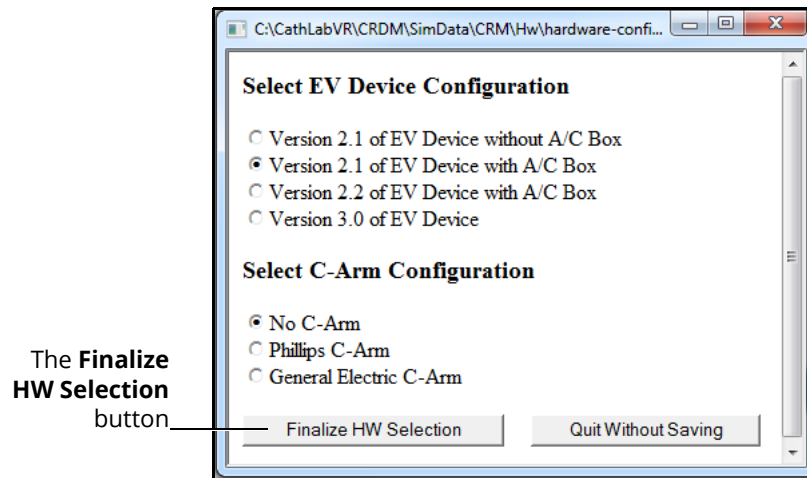 C:\CathLabVR\CRDM\SimData\CRM\Hw\hardware-confi...
Select EV Device Configuration
Version 2.1 of EV Device without A/C Box
Version 2.1 of EV Device with A/C Box
Version 2.2 of EV Device with A/C Box
Version 3.0 of EV Device
Select C-Arm Configuration
No C-Arm
Phillips C-Arm
General Electric C-Arm
The Finalize
HW Selection
button
Finalize HW Selection
Quit Without Saving